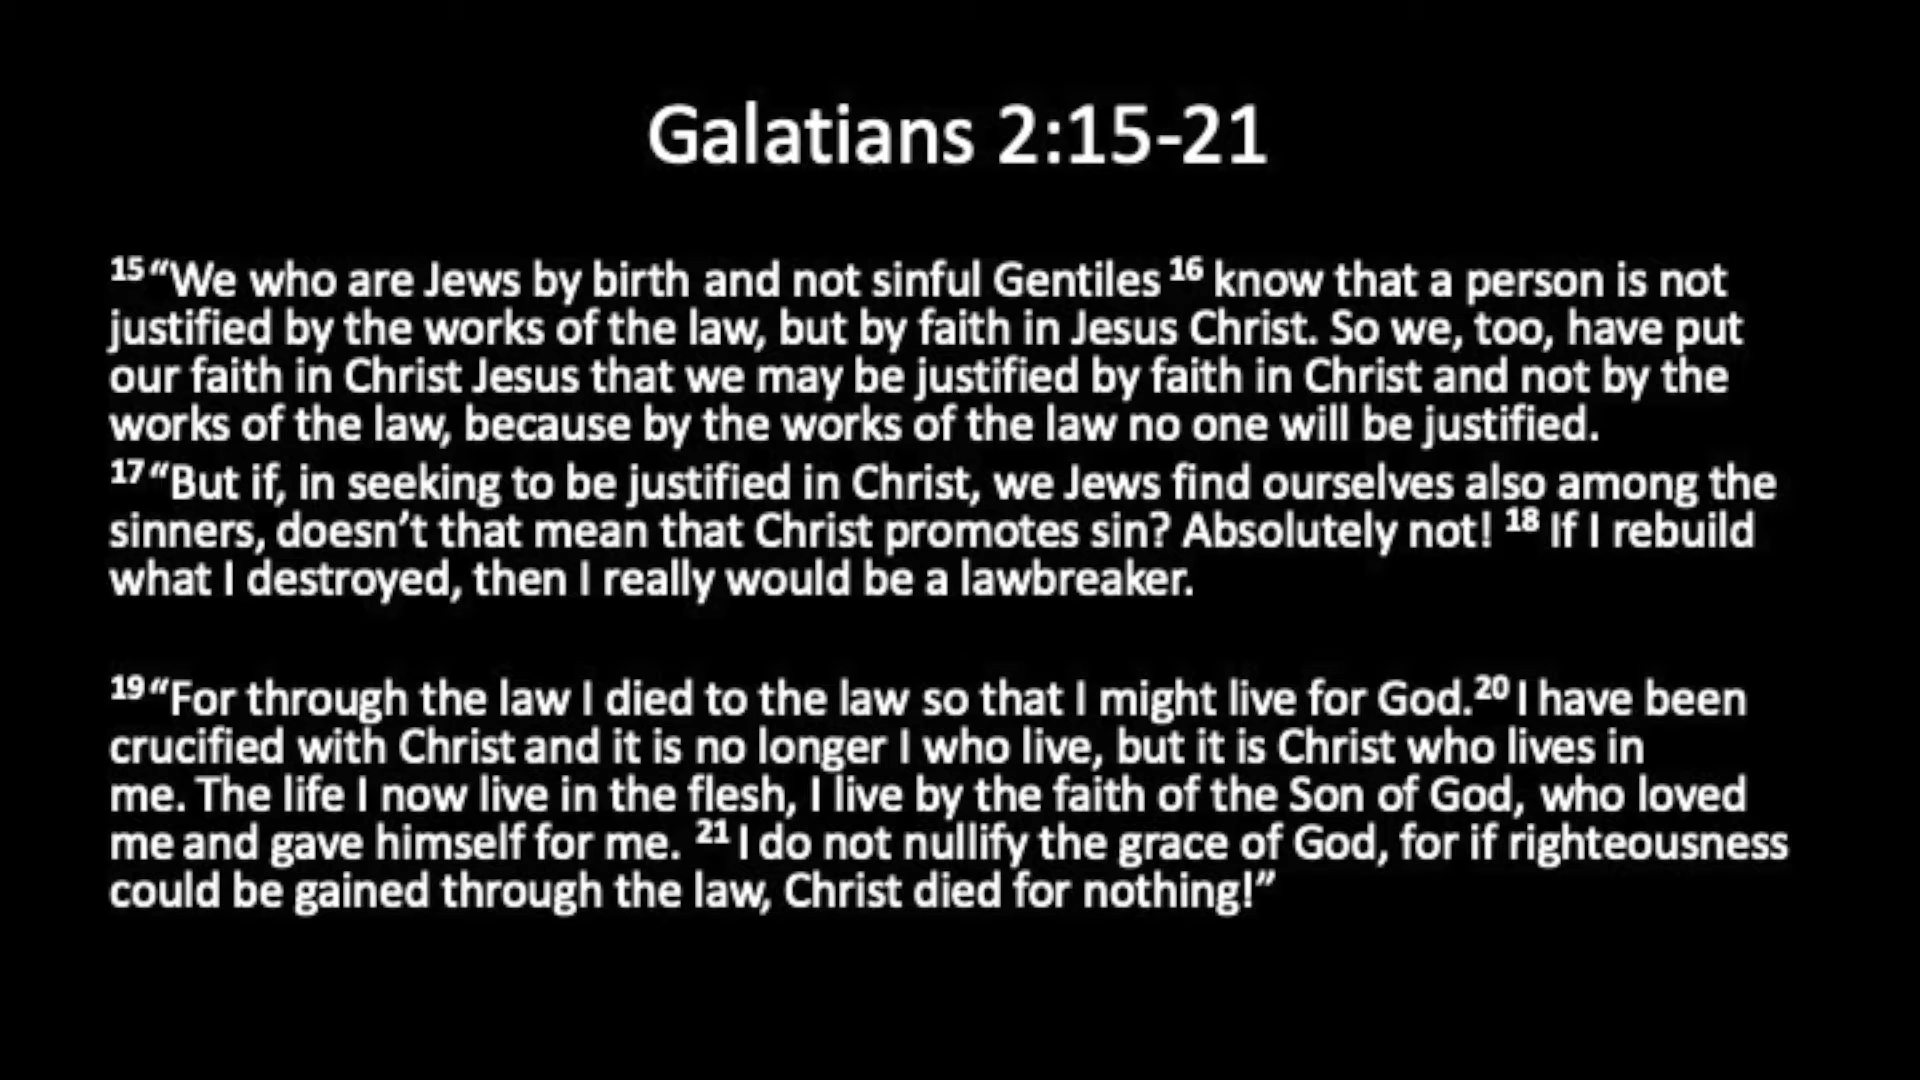 Galatians 2:15-21
15 “We who are Jews by birth and not sinful Gentiles 16 know that a person is not
justified by the works of the law, but by faith in Jesus Christ. So we, too, have put
our faith in Christ Jesus that we may be justified by faith in Christ and not by the
works of the law, because by the works of the law no one will be justified.
17 “But if, in seeking to be justified in Christ, we Jews find ourselves also among the
sinners, doesn’t that mean that Christ promotes sin? Absolutely not! 18 If I rebuild
what I destroyed, then I really would be a lawbreaker.
19 “For through the law I died to the law so that I might live for God.20 I have been
crucified with Christ and it is no longer I who live, but it is Christ who lives in
me. The life I now live in the flesh, I live by the faith of the Son of God, who loved
me and gave himself for me. 21 I do not nullify the grace of God, for if righteousness
could be gained through the law, Christ died for nothing!”